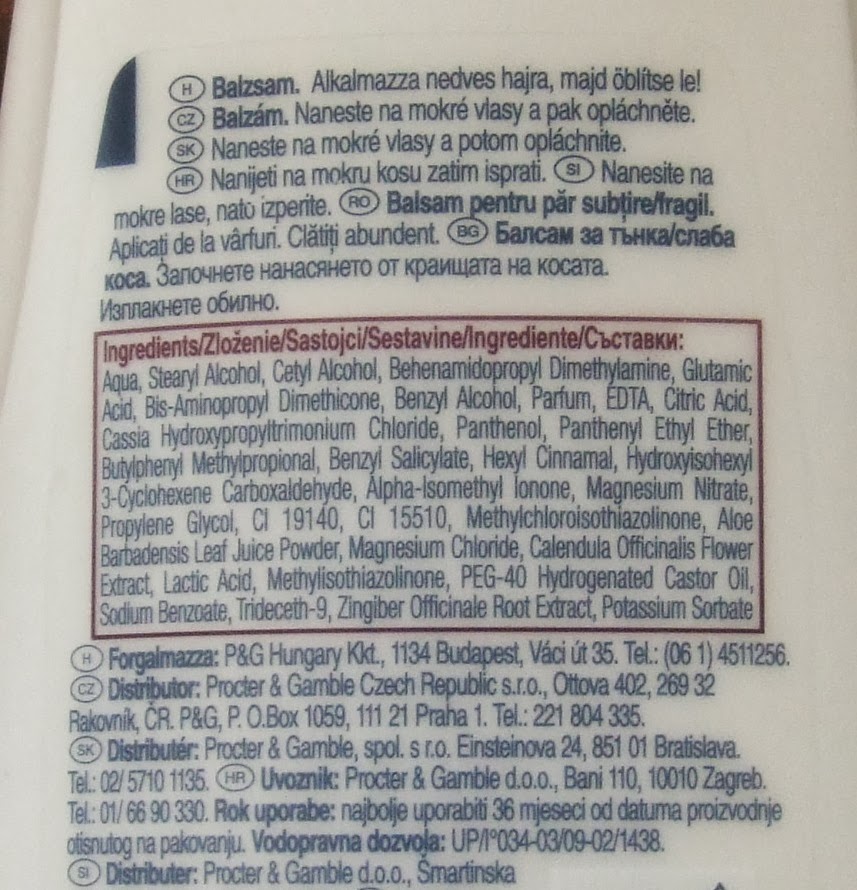 H Balzsam. Alkalmazza nedves hajra, majd öblítse le!
CZ Balzám. Naneste na mokré vlasy a pak opláchněte.
SK Naneste na mokré vlasy a potom opláchnite.
HR Nanijeti na mokru kosu zatim isprati. SI Nanesite na
mokre lase, nato izperite. RO Balsam pentru păr subțire/fragil.
Aplicați de la vârfuri. Clătiți abundent. BG Балсам за тънка/слаба
коса. Започнете нанасянето от краищата на косата.
Изплакнете обилно.
Ingredients/Zloženie/Sastojci/Sestavine/Ingrediente/Съставки:
Aqua, Stearyl Alcohol, Cetyl Alcohol, Behenamidopropyl Dimethylamine, Glutamic
Acid, Bis-Aminopropyl Dimethicone, Benzyl Alcohol, Parfum, EDTA, Citric Acid,
Cassia Hydroxypropyltrimonium Chloride, Panthenol, Panthenyl Ethyl Ether,
Butylphenyl Methylpropional, Benzyl Salicylate, Hexyl Cinnamal, Hydroxyisohexyl
3-Cyclohexene Carboxaldehyde, Alpha-Isomethyl Ionone, Magnesium Nitrate,
Propylene Glycol, CI 19140, CI 15510, Methylchloroisothiazolinone, Aloe
Barbadensis Leaf Juice Powder, Magnesium Chloride, Calendula Officinalis Flower
Extract, Lactic Acid, Methylisothiazolinone, PEG-40 Hydrogenated Castor Oil,
Sodium Benzoate, Trideceth-9, Zingiber Officinale Root Extract, Potassium Sorbate
H Forgalmazza: P&G Hungary Kkt., 1134 Budapest, Váci út 35. Tel.: (06 1) 4511256.
CZ Distributor: Procter & Gamble Czech Republic s.r.o., Ottova 402, 269 32
Rakovník, ČR. P&G, P. O.Box 1059, 111 21 Praha 1. Tel.: 221 804 335.
SK Distributér: Procter & Gamble, spol. s r.o. Einsteinova 24, 851 01 Bratislava.
Tel.: 02/ 5710 1135. HR Uvoznik: Procter & Gamble d.o.o., Bani 110, 10010 Zagreb.
Tel.: 01/ 66 90 330. Rok uporabe: najbolje uporabiti 36 mjeseci od datuma proizvodnje
otisnutog na pakovanju. Vodopravna dozvola: UP/I°034-03/09-02/1438.
SI Distributer: Procter & Gamble d.o.o., Šmartinska